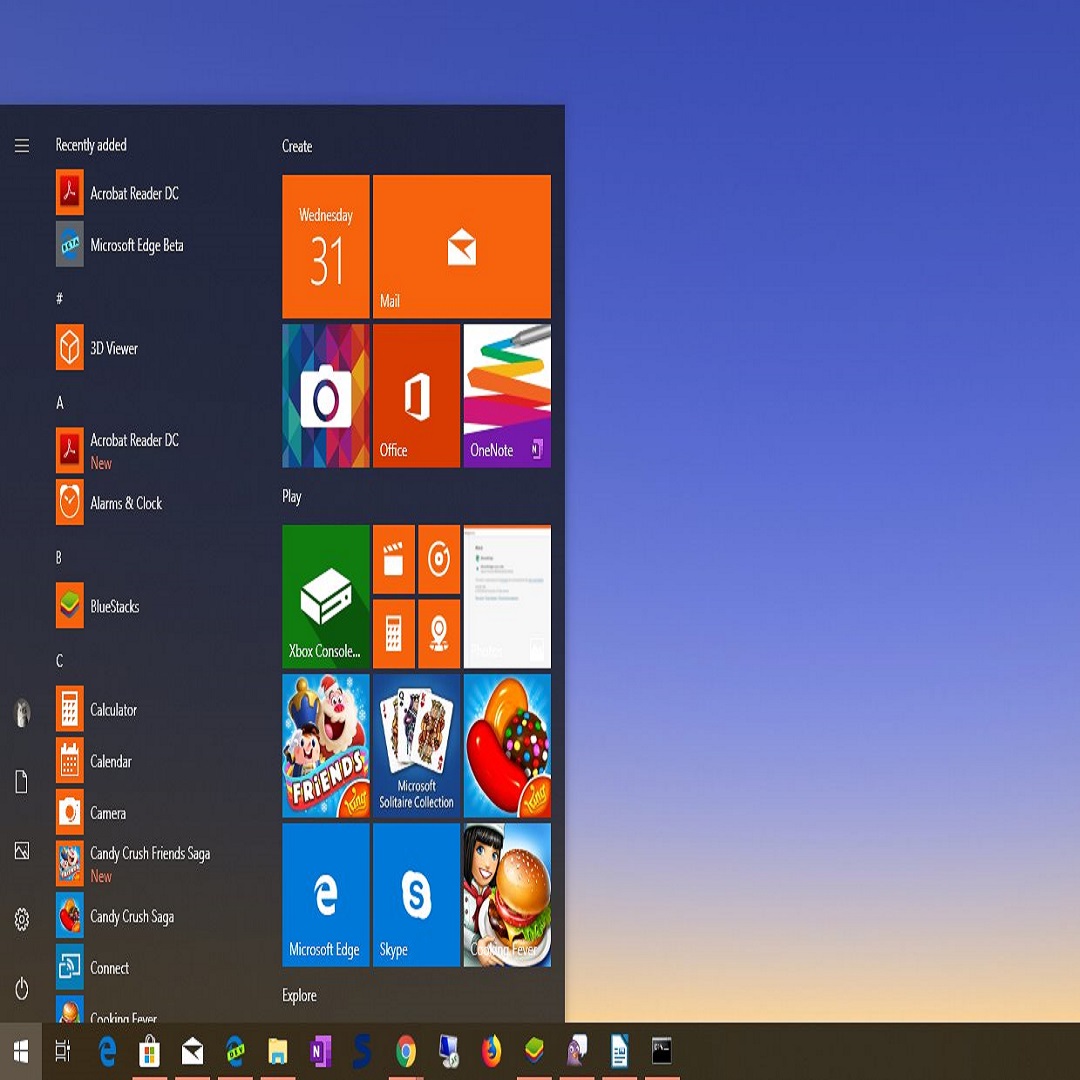 Recently added
Acrobat Reader DC
Microsoft Edge Beta
#
3D Viewer
A
Acrobat Reader DC
New
Alarms & Clock
B
BlueStacks
C
Calculator
Calendar
Camera
Candy Crush Friends Saga
New
Candy Crush Saga
Connect
Cooking Fever
Create
Wednesday
31
Mail
Office
OneNote
Play
Xbox Console...
Photos
FRIENDS
King
Microsoft
Solitaire Collection
King
Microsoft Edge
Skype
Cooking Fever
Explore